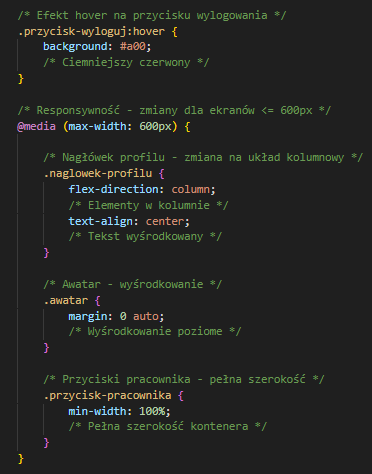 /* Efekt hover na przycisku wylogowania */
.przycisk-wyloguj:hover {
    background: #a00;
    /* Ciemniejszy czerwony */
}

/* Responsywność - zmiany dla ekranów <= 600px */
@media (max-width: 600px) {

    /* Nagłówek profilu - zmiana na układ kolumnowy */
    .naglowek-profilu {
        flex-direction: column;
        /* Elementy w kolumnie */
        text-align: center;
        /* Tekst wyśrodkowany */
    }

    /* Awatar - wyśrodkowanie */
    .awatar {
        margin: 0 auto;
        /* Wyśrodkowanie poziome */
    }

    /* Przyciski pracownika - pełna szerokość */
    .przycisk-pracownika {
        min-width: 100%;
        /* Pełna szerokość kontenera */
    }
}